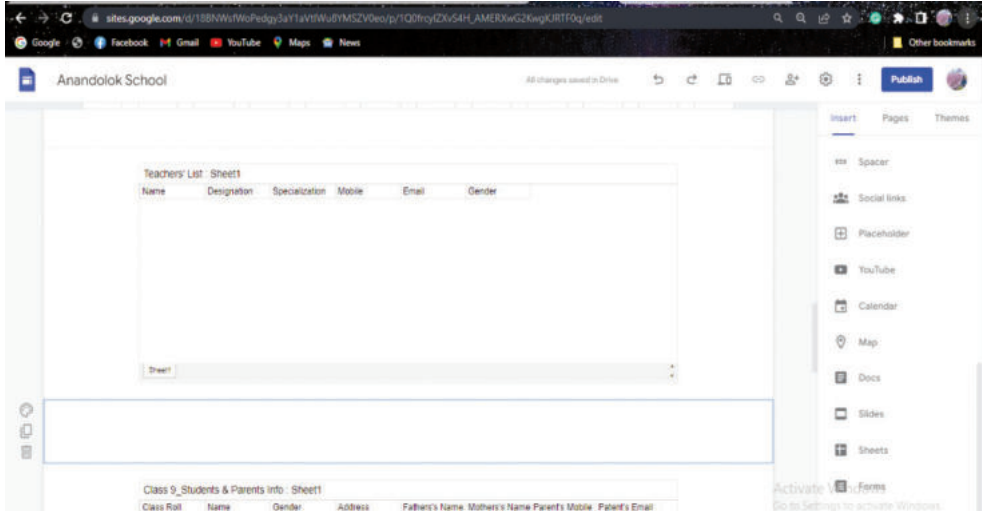 sites.google.com/d/
Google
Facebook
Gmail
YouTube
Maps
News
Other bookmarks
Anandolok School
All changes saved in Drive
Publish
Insert Pages Themes
Teachers' List : Sheet1
Name Designation Specialization Mobile Email Gender
Sheet1
Spacer
Social links
Placeholder
YouTube
Calendar
Map
Docs
Slides
Sheets
Forms
Class 9_Students & Parents Info : Sheet1
Class Roll Name Gender Address Father's Name Mother's Name Parent's Mobile Patent's Email
Activate Windows
Go to Settings to activate Windows.